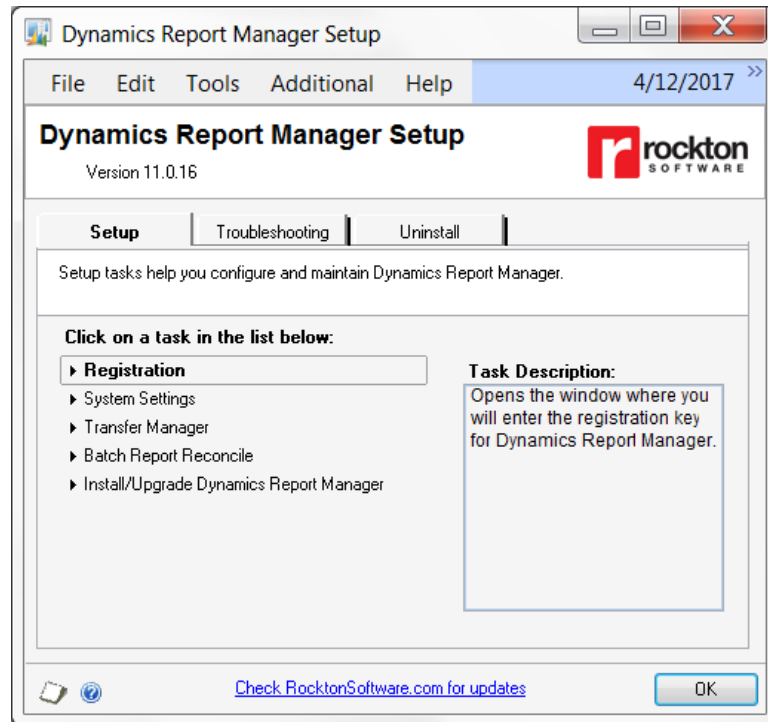 Dynamics Report Manager Setup
File Edit Tools Additional Help 4/12/2017 »
Dynamics Report Manager Setup
Version 11.0.16
rockton
SOFTWARE
Setup Troubleshooting Uninstall
Setup tasks help you configure and maintain Dynamics Report Manager.
Click on a task in the list below:
Registration
System Settings
Transfer Manager
Batch Report Reconcile
Install/Upgrade Dynamics Report Manager
Task Description:
Opens the window where you
will enter the registration key
for Dynamics Report Manager.
Check RocktonSoftware.com for updates
OK